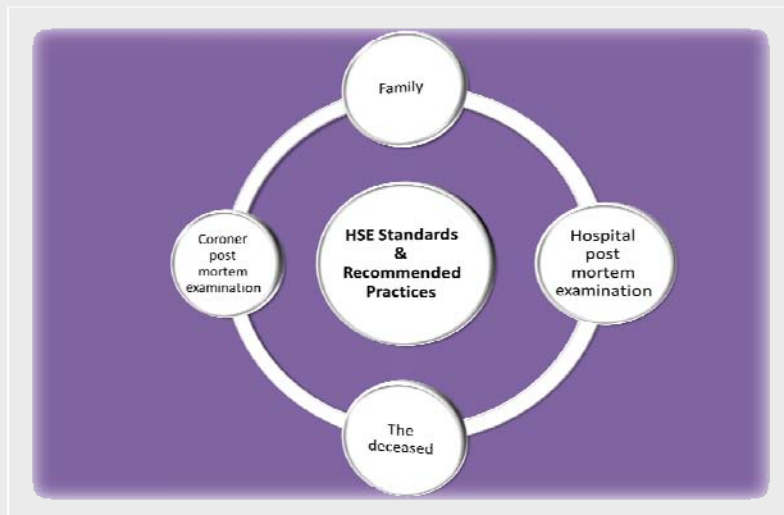 Family
HSE Standards
&
Recommended
Practices
Coroner
post
mortem
examination
Hospital
post
mortem
examination
The
deceased